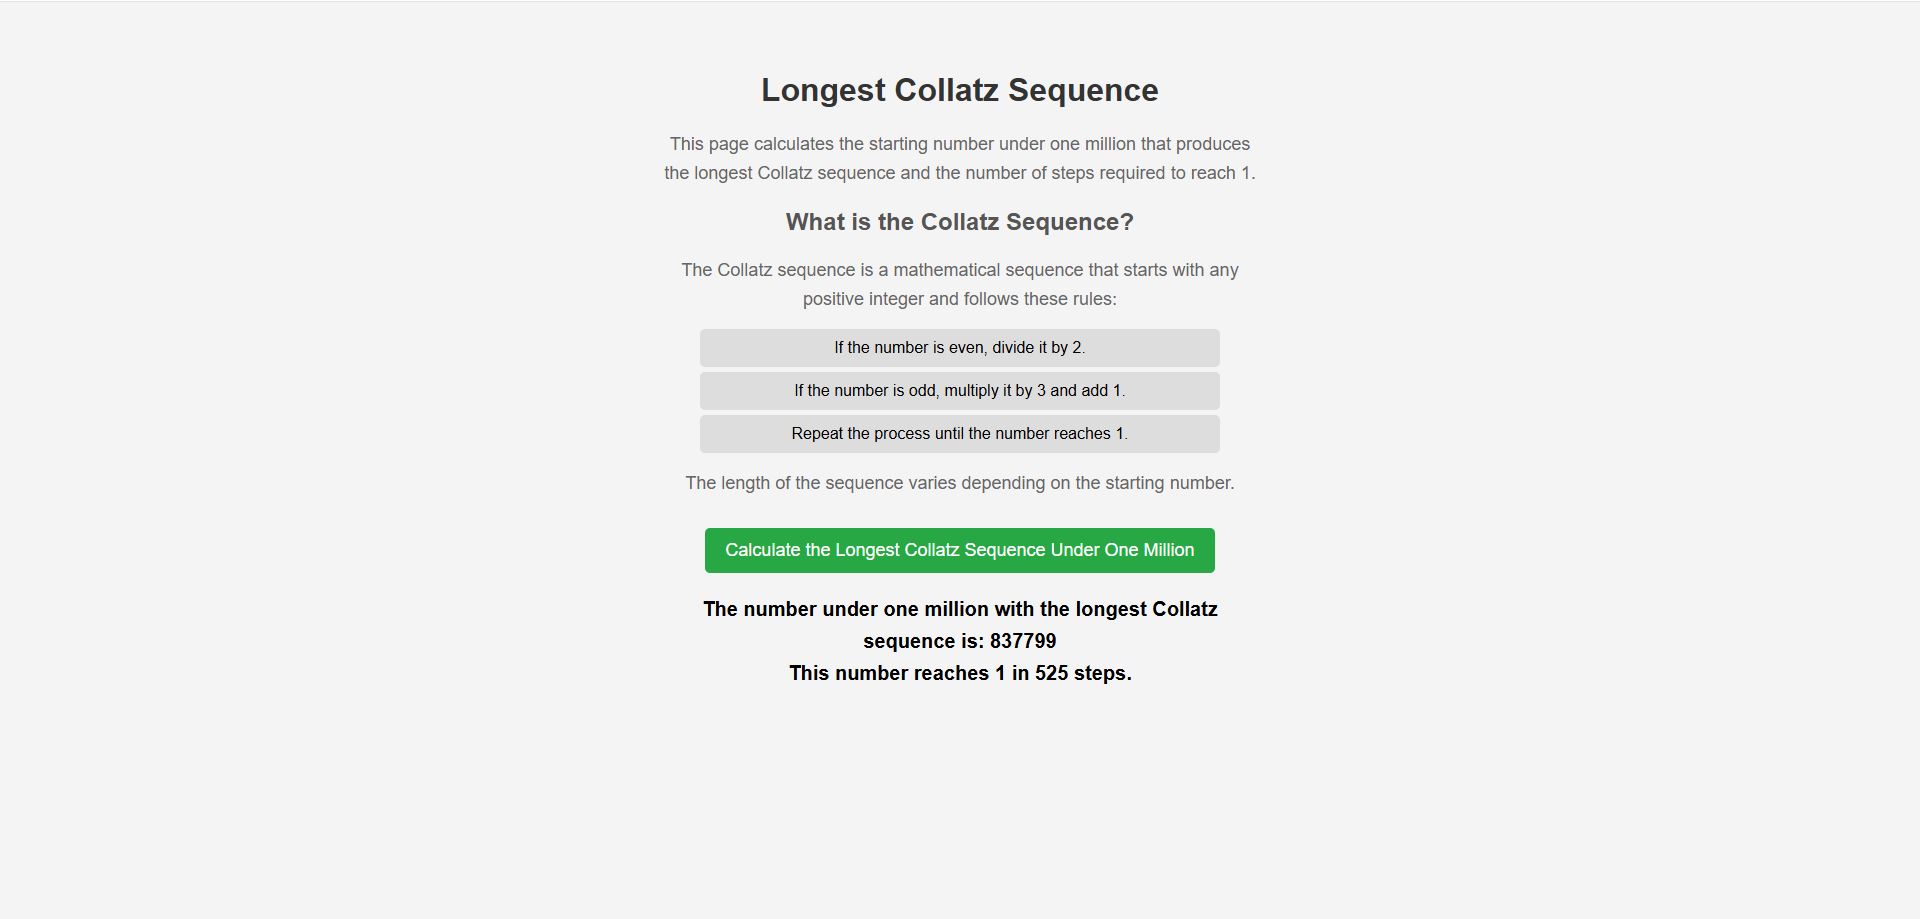 Longest Collatz Sequence
This page calculates the starting number under one million that produces
the longest Collatz sequence and the number of steps required to reach 1.
What is the Collatz Sequence?
The Collatz sequence is a mathematical sequence that starts with any
positive integer and follows these rules:
If the number is even, divide it by 2.
If the number is odd, multiply it by 3 and add 1.
Repeat the process until the number reaches 1.
The length of the sequence varies depending on the starting number.
Calculate the Longest Collatz Sequence Under One Million
The number under one million with the longest Collatz
sequence is: 837799
This number reaches 1 in 525 steps.